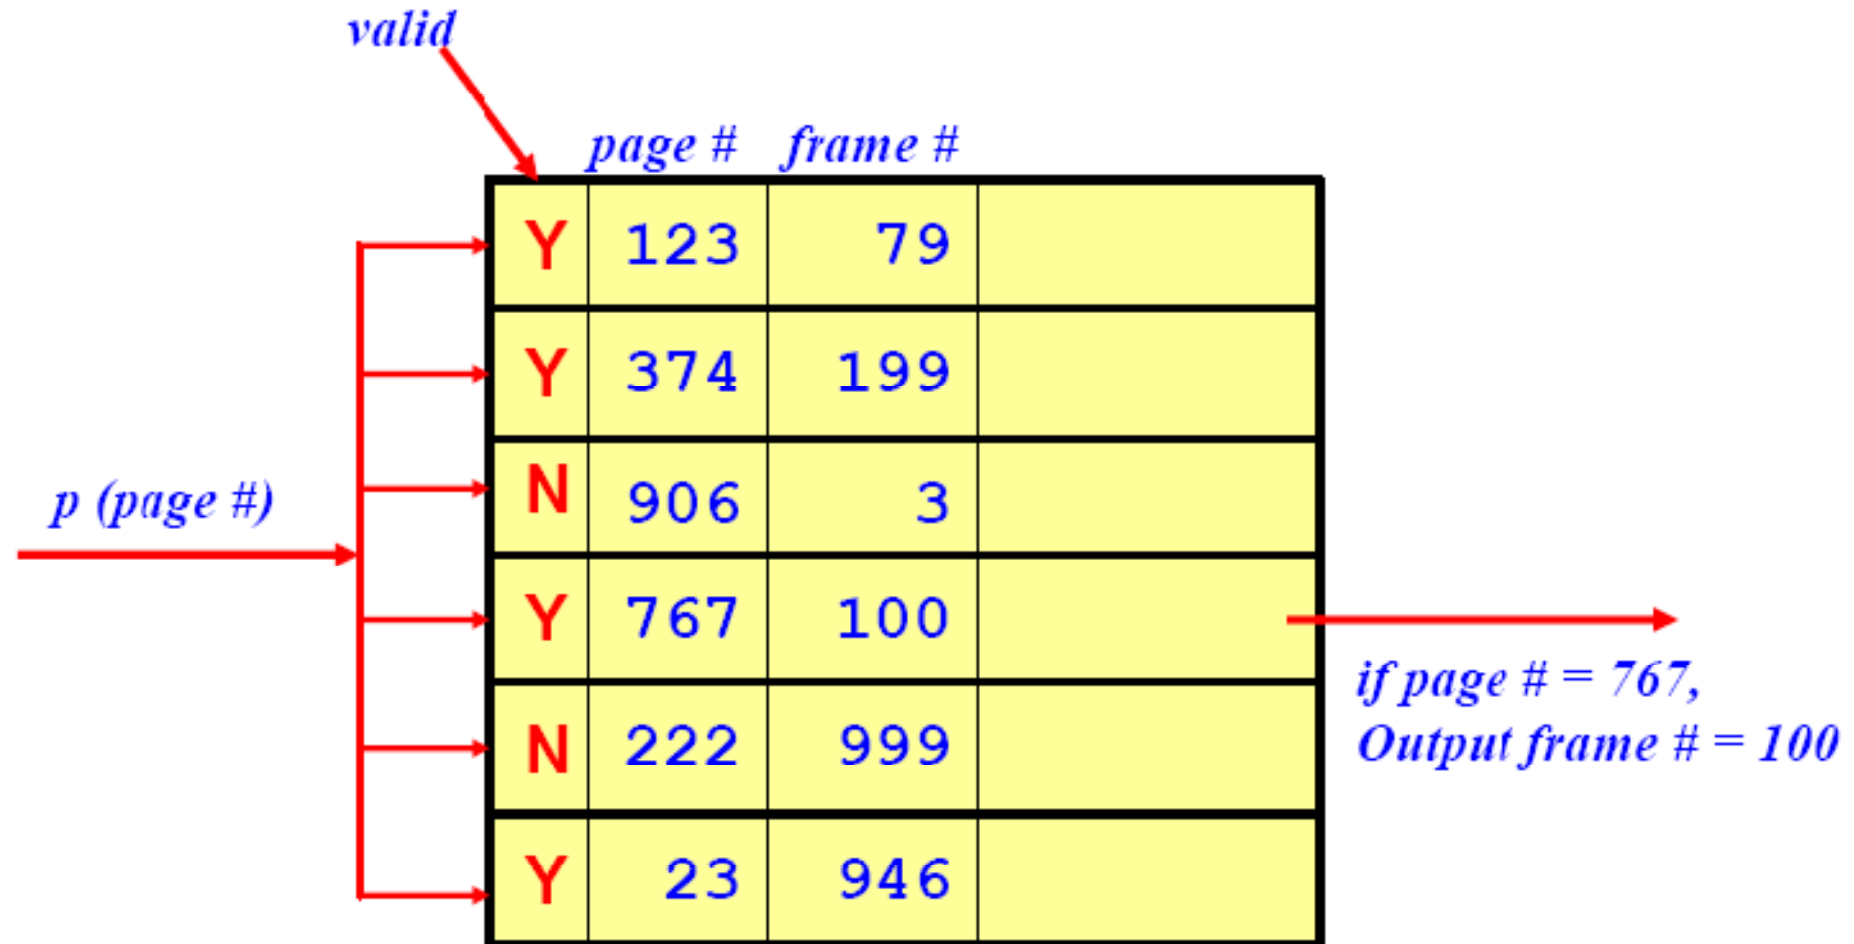 valid
page # frame #
Y 123 79
Y 374 199
N 906 3
p (page #)
Y 767 100
if page # = 767,
Output frame # = 100
N 222 999
Y 23 946